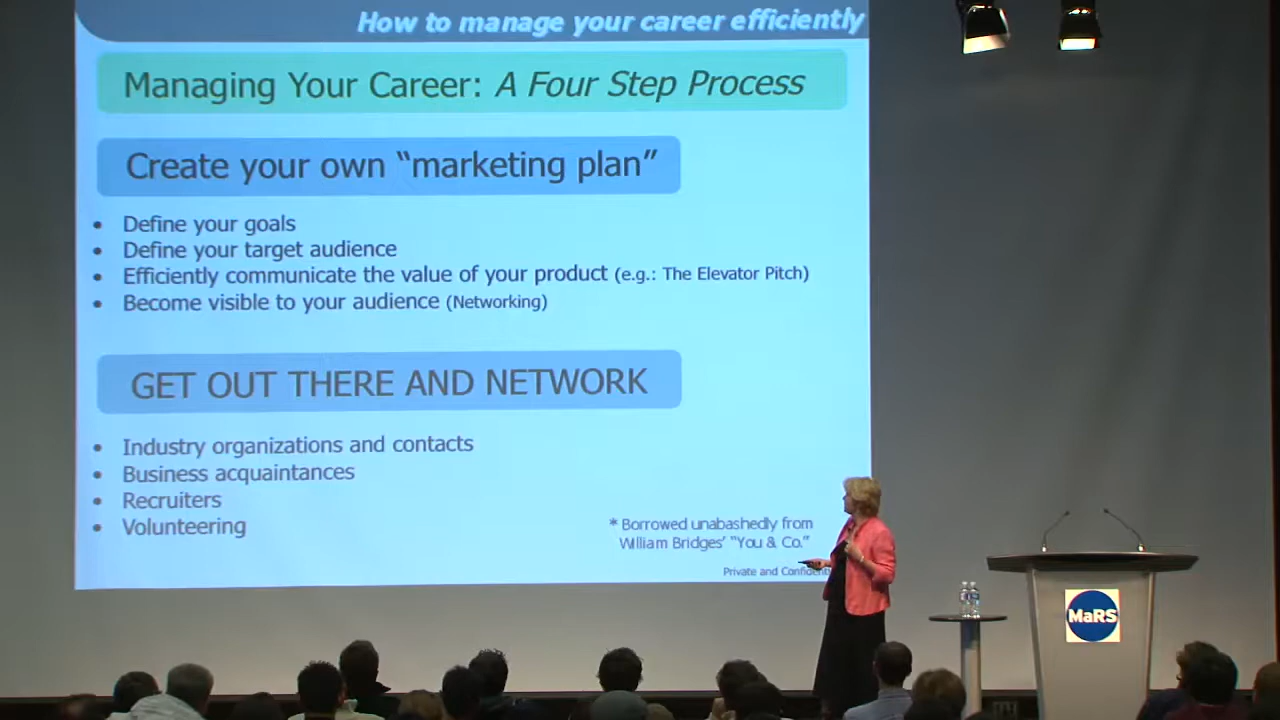 How to manage your career efficiently
Managing Your Career: A Four Step Process
Create your own “marketing plan”
• Define your goals
• Define your target audience
• Efficiently communicate the value of your product (e.g.: The Elevator Pitch)
• Become visible to your audience (Networking)
GET OUT THERE AND NETWORK
• Industry organizations and contacts
• Business acquaintances
• Recruiters
• Volunteering
* Borrowed unabashedly from
William Bridges’ “You & Co.”
Private and
MaRS